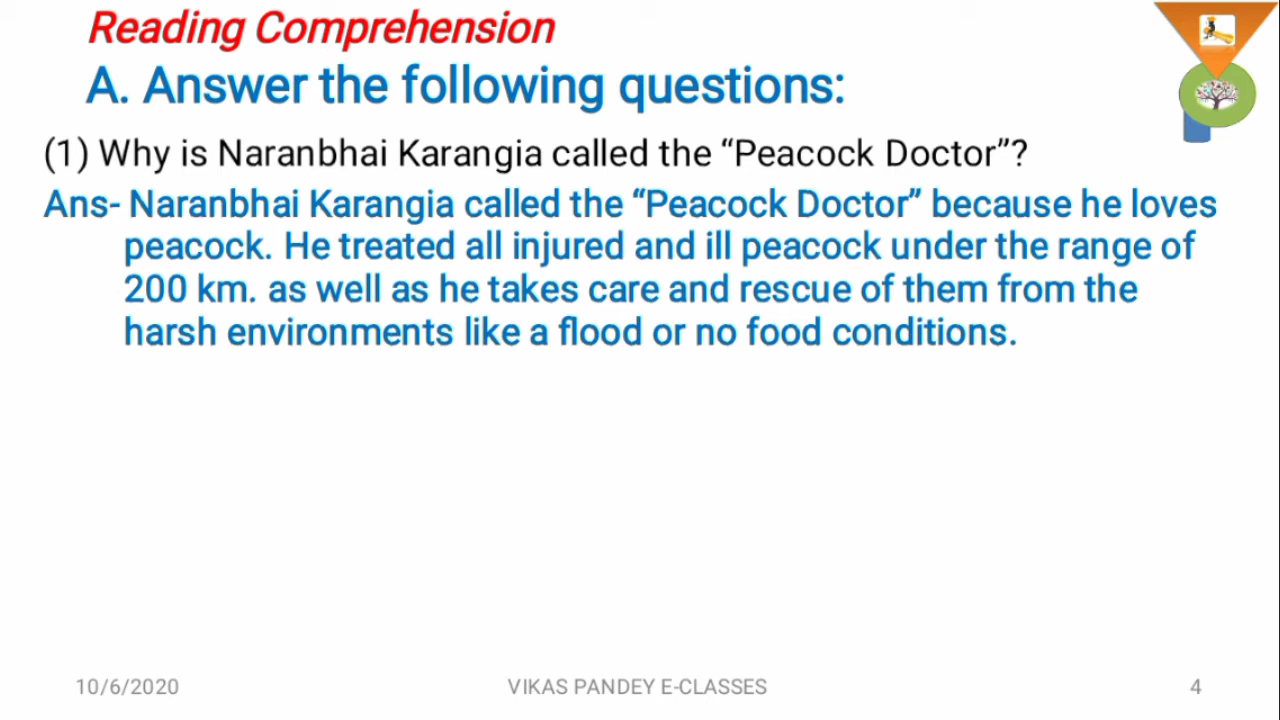 Reading Comprehension
A. Answer the following questions:
(1) Why is Naranbhai Karangia called the “Peacock Doctor”?
Ans- Naranbhai Karangia called the “Peacock Doctor” because he loves
peacock. He treated all injured and ill peacock under the range of
200 km. as well as he takes care and rescue of them from the
harsh environments like a flood or no food conditions.
10/6/2020
VIKAS PANDEY E-CLASSES
4